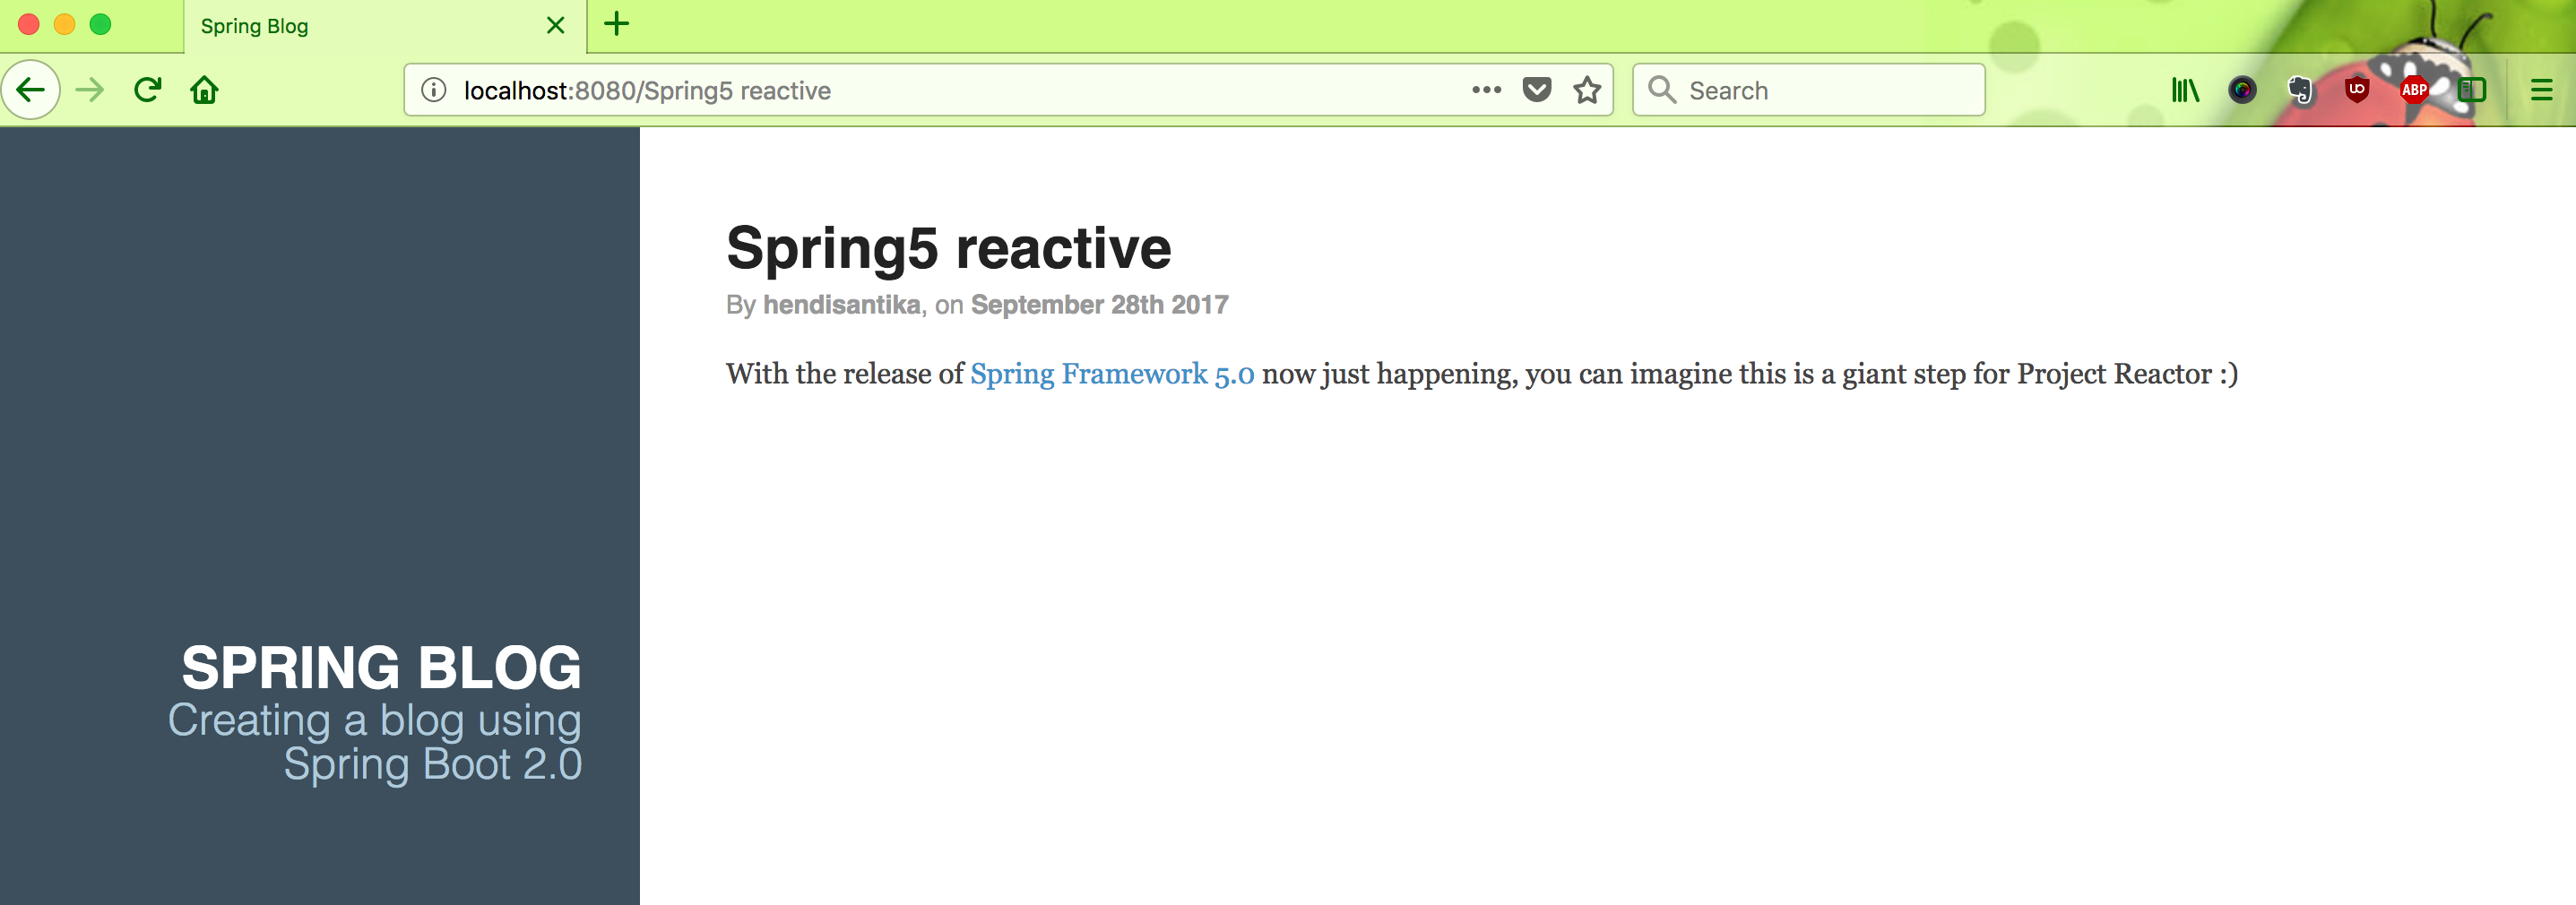 Spring Blog
localhost:8080/Spring5 reactive
Search
UO
ABP
Spring5 reactive
By hendisantika, on September 28th 2017
With the release of Spring Framework 5.0 now just happening, you can imagine this is a giant step for Project Reactor :)
SPRING BLOG
Creating a blog using
Spring Boot 2.0